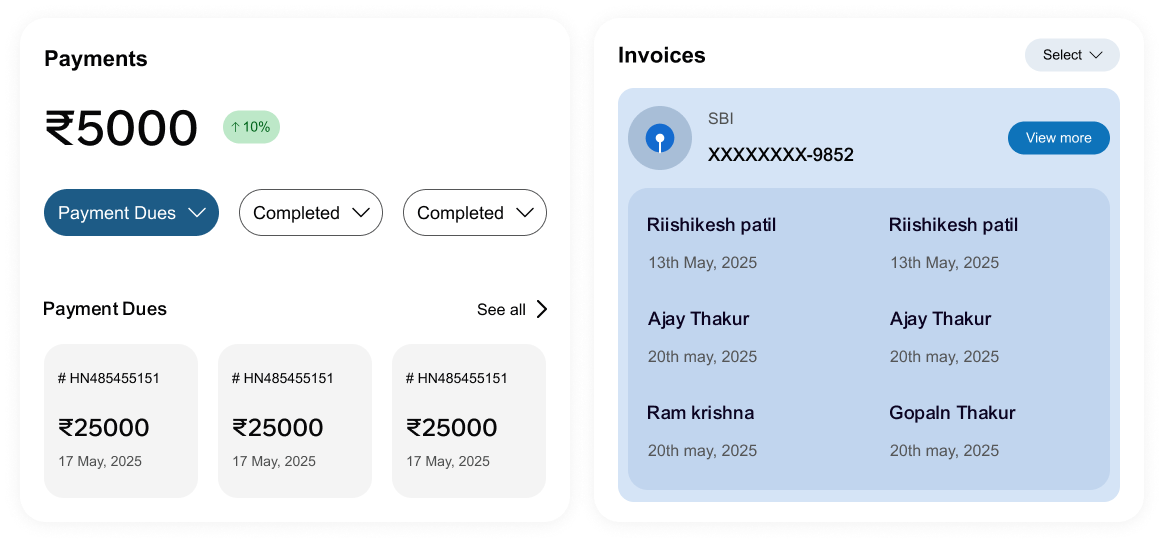 Payments
₹5000 ↑ 10%
Payment Dues Completed Completed
Payment Dues See all
# HN485455151 # HN485455151 # HN485455151
₹25000 ₹25000 ₹25000
17 May, 2025 17 May, 2025 17 May, 2025
Invoices Select
SBI
XXXXXXXX-9852
View more
Riishikesh patil Riishikesh patil
13th May, 2025 13th May, 2025
Ajay Thakur Ajay Thakur
20th may, 2025 20th may, 2025
Ram krishna Gopaln Thakur
20th may, 2025 20th may, 2025